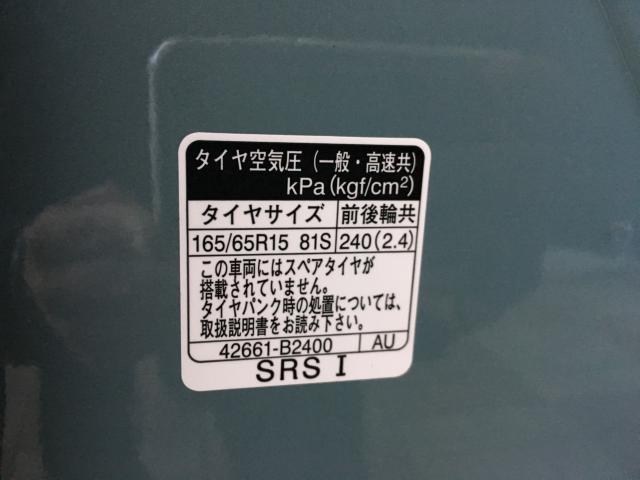 タイヤ空気圧 (一般・高速共)
kPa(kgf/cm²)
タイヤサイズ 前後輪共
165/65R15 81S 240(2.4)
この車両にはスペアタイヤが
搭載されていません。
タイヤパンク時の処置については、
取扱説明書をお読み下さい。
42661-B2400 AU
SRS I